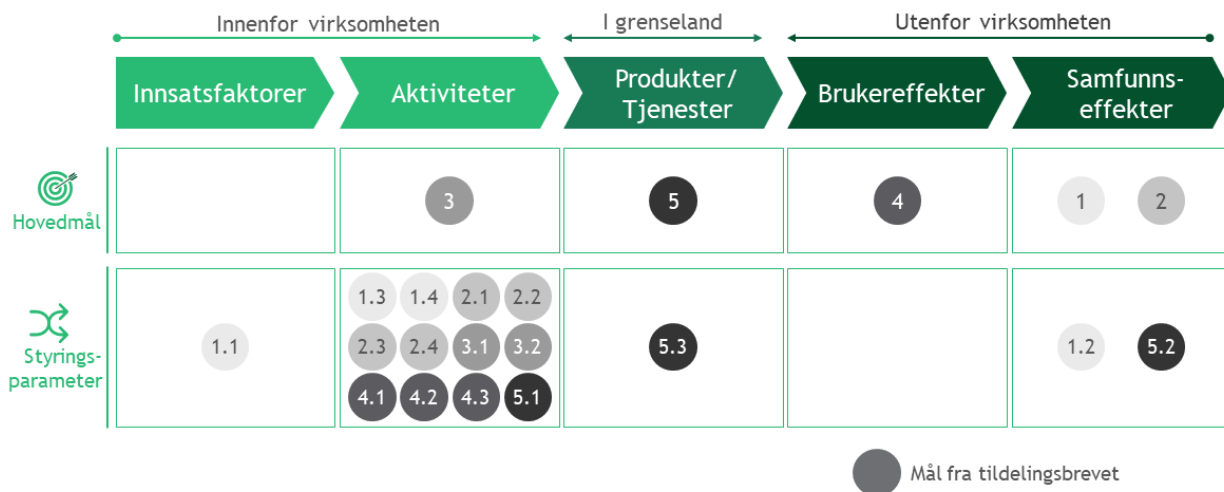 Innenfor virksomheten
I grenseland
Utenfor virksomheten
Innsatsfaktorer
Aktiviteter
Produkter/
Tjenester
Brukereffekter
Samfunns-
effekter
Hovedmål
3
5
4
1 2
Styrings-
parameter
1.1
1.3 1.4 2.1 2.2
2.3 2.4 3.1 3.2
4.1 4.2 4.3 5.1
5.3
1.2 5.2
Mål fra tildelingsbrevet